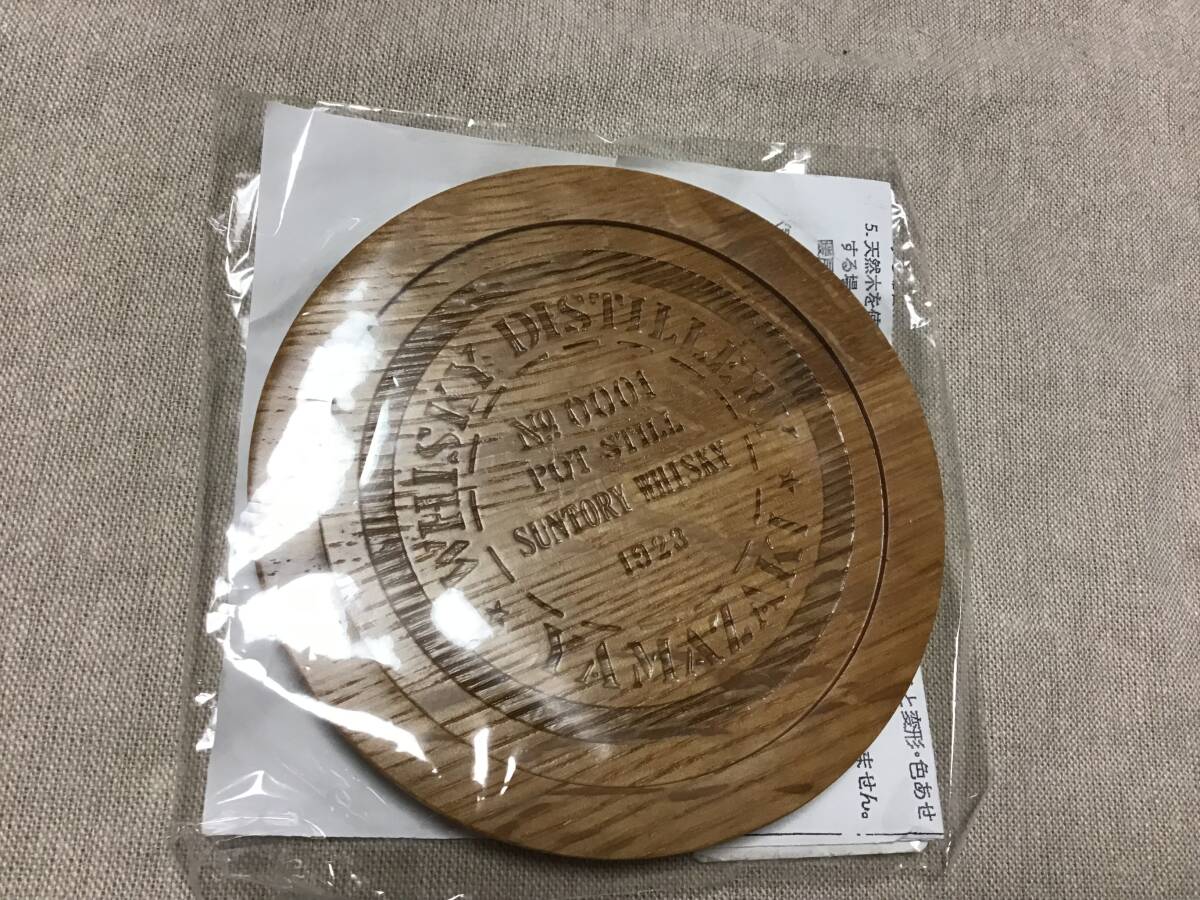 WHISKY DISTILLERY
No. 0001
POT STILL
SUNTORY WHISKY
1923
YAMAZAKI
5.天然木を使
する場
と変形・色あせ
ません。